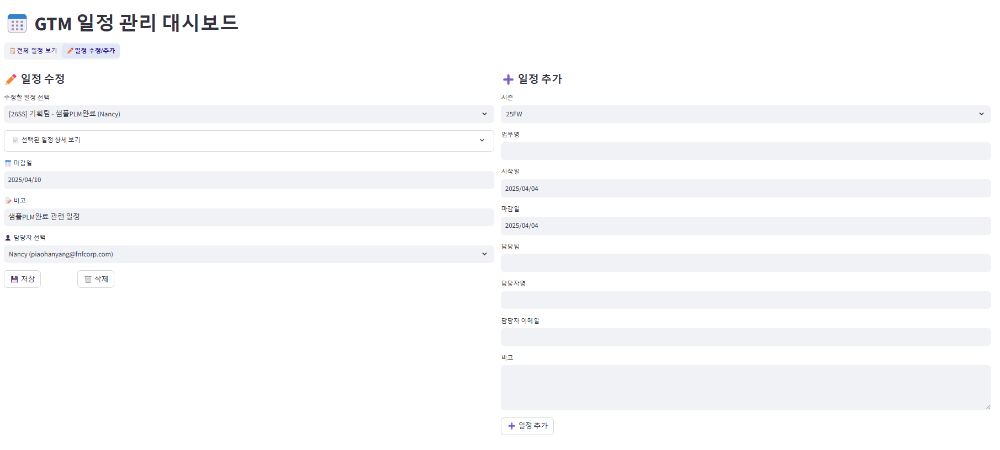 GTM 일정 관리 대시보드
전체 일정 보기
일정 수정/추가
일정 수정
수정할 일정 선택
[26SS] 기획팀 - 샘플PLM완료 (Nancy)
선택된 일정 상세 보기
마감일
2025/04/10
비고
샘플PLM완료 관련 일정
담당자 선택
Nancy (piaohanyang@fnfcorp.com)
저장
삭제
일정 추가
시즌
25FW
업무명
시작일
2025/04/04
마감일
2025/04/04
담당팀
담당자명
담당자 이메일
비고
일정 추가